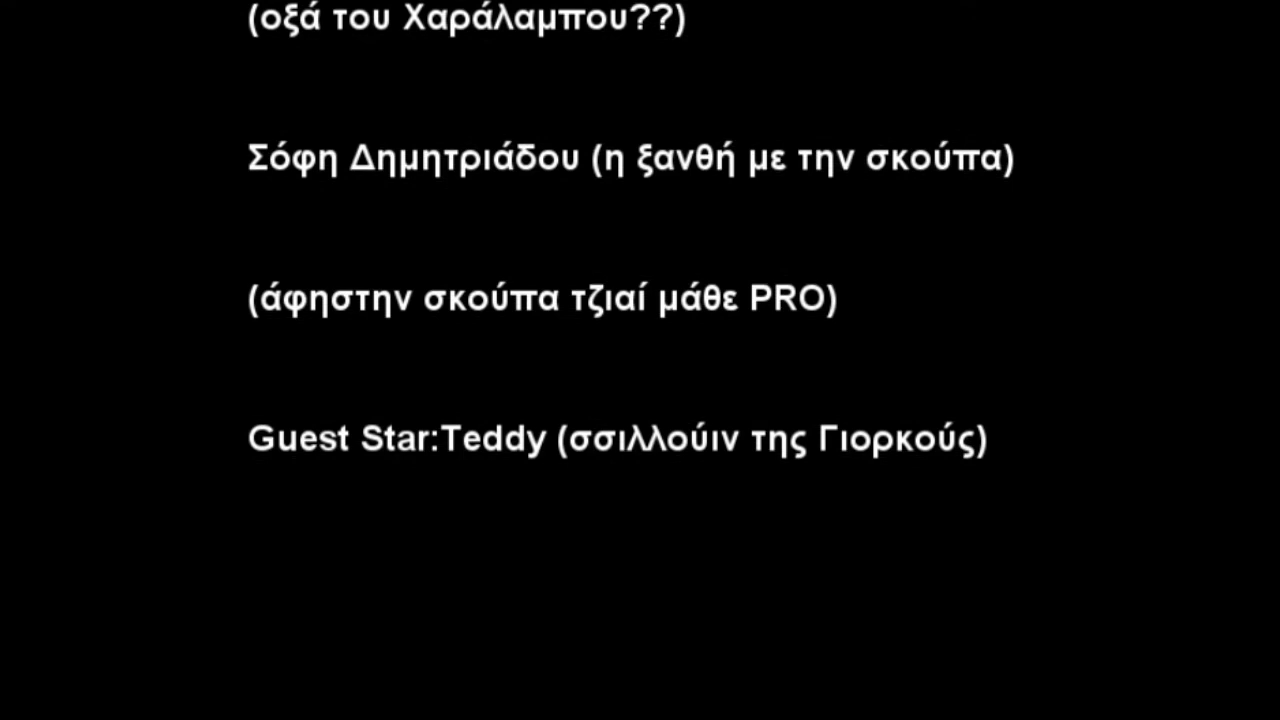 (οξά του Χαράλαμπου??)
Σόφη Δημητριάδου (η ξανθή με την σκούπα)
(άφηστην σκούπα τζιαί μάθε PRO)
Guest Star:Teddy (σσιλλούιν της Γιορκούς)